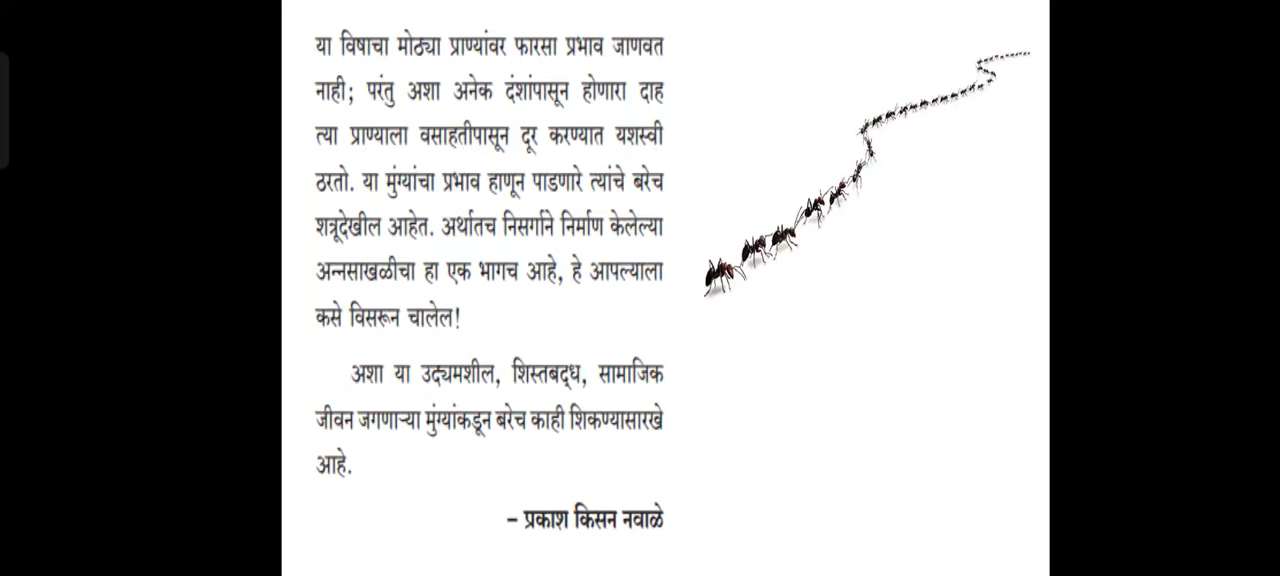 या विषाचा मोठ्या प्राण्यांवर फारसा प्रभाव जाणवत
नाही; परंतु अशा अनेक दंशांपासून होणारा दाह
त्या प्राण्याला वसाहतीपासून दूर करण्यात यशस्वी
ठरतो. या मुंग्यांचा प्रभाव हाणून पाडणारे त्यांचे बरेच
शत्रूदेखील आहेत. अर्थातच निसर्गाने निर्माण केलेल्या
अन्नसाखळीचा हा एक भागच आहे, हे आपल्याला
कसे विसरून चालेल!
अशा या उद्यमशील, शिस्तबद्ध, सामाजिक
जीवन जगणाऱ्या मुंग्यांकडून बरेच काही शिकण्यासारखे
आहे.
– प्रकाश किसन नवाळे